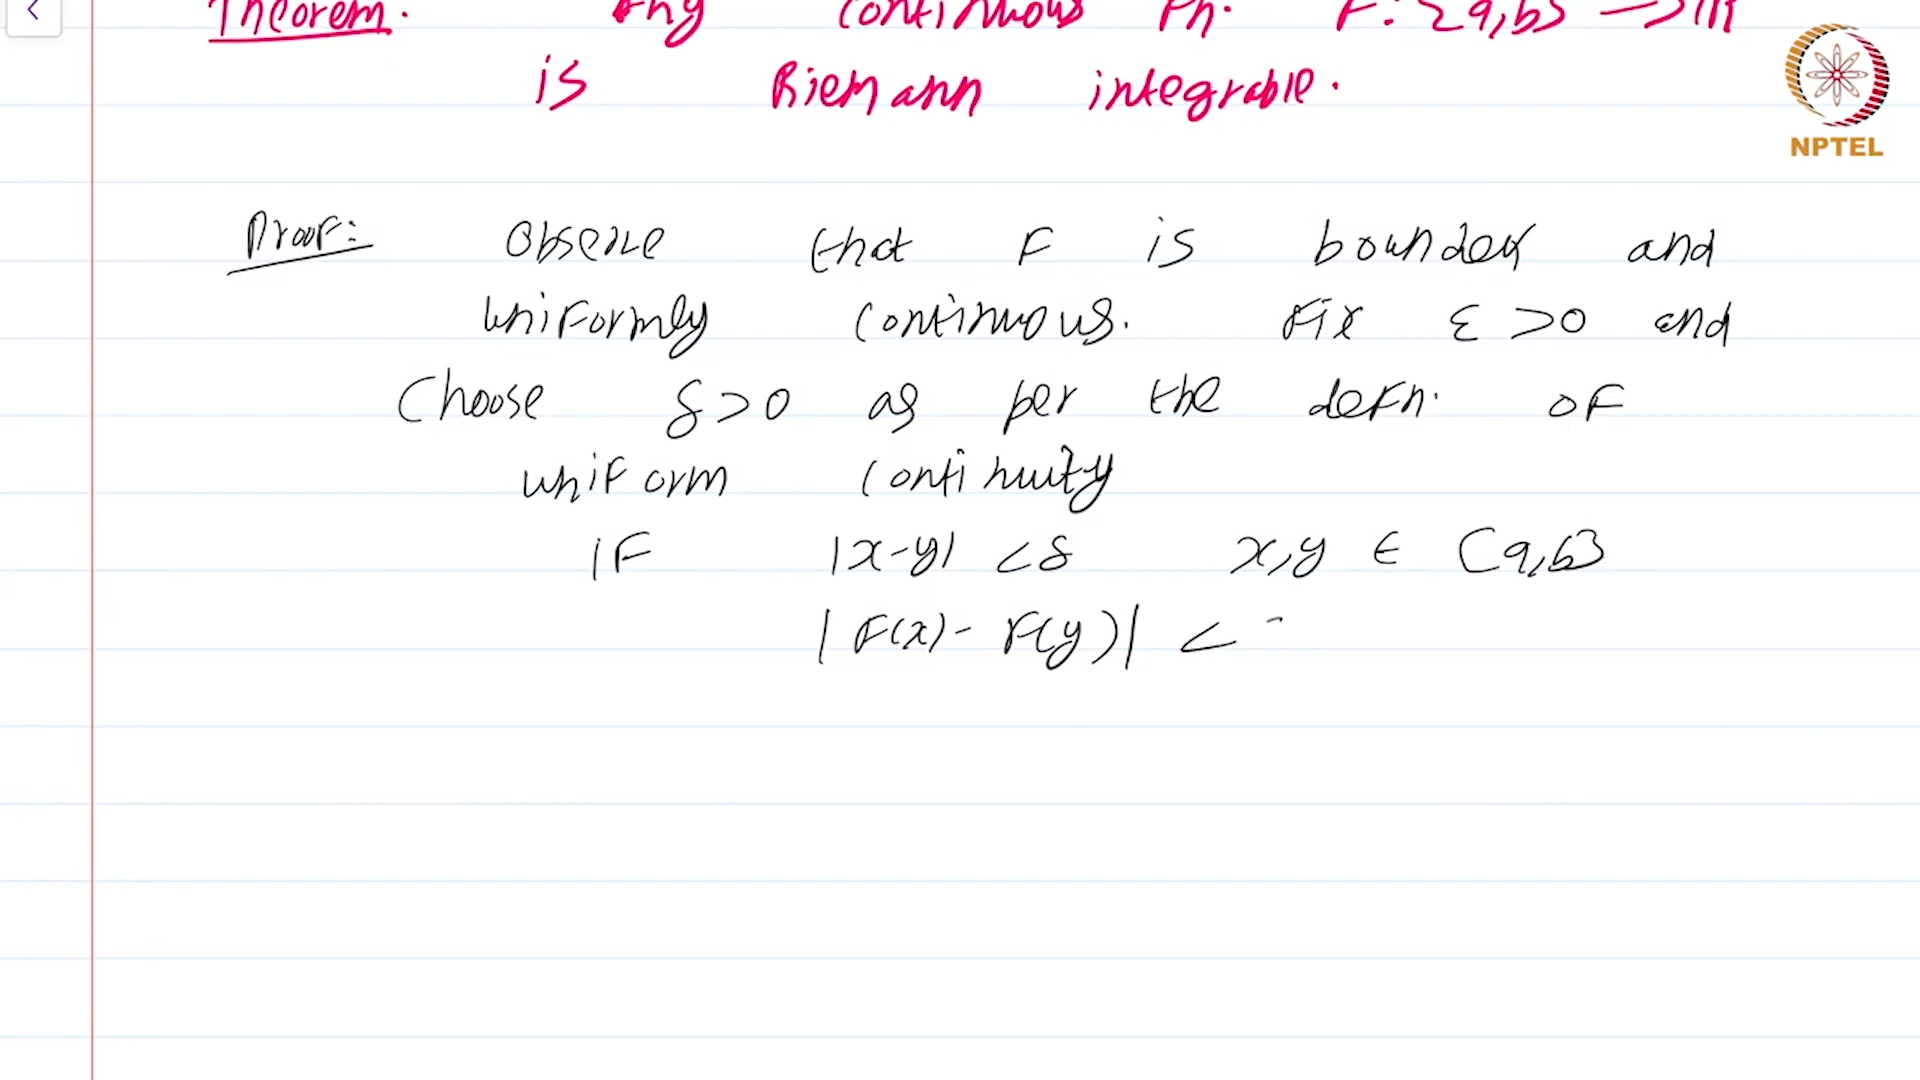 Theorem. Any continuous fn. F: [a,b] → IR
is Riemann integrable.
NPTEL
Proof: Observe that F is bounded and
uniformly continuous. Fix ε > 0 and
choose δ > 0 as per the defn. of
uniform continuity
if |x-y| < δ x,y ∈ [a,b]
|F(x) - F(y)| <